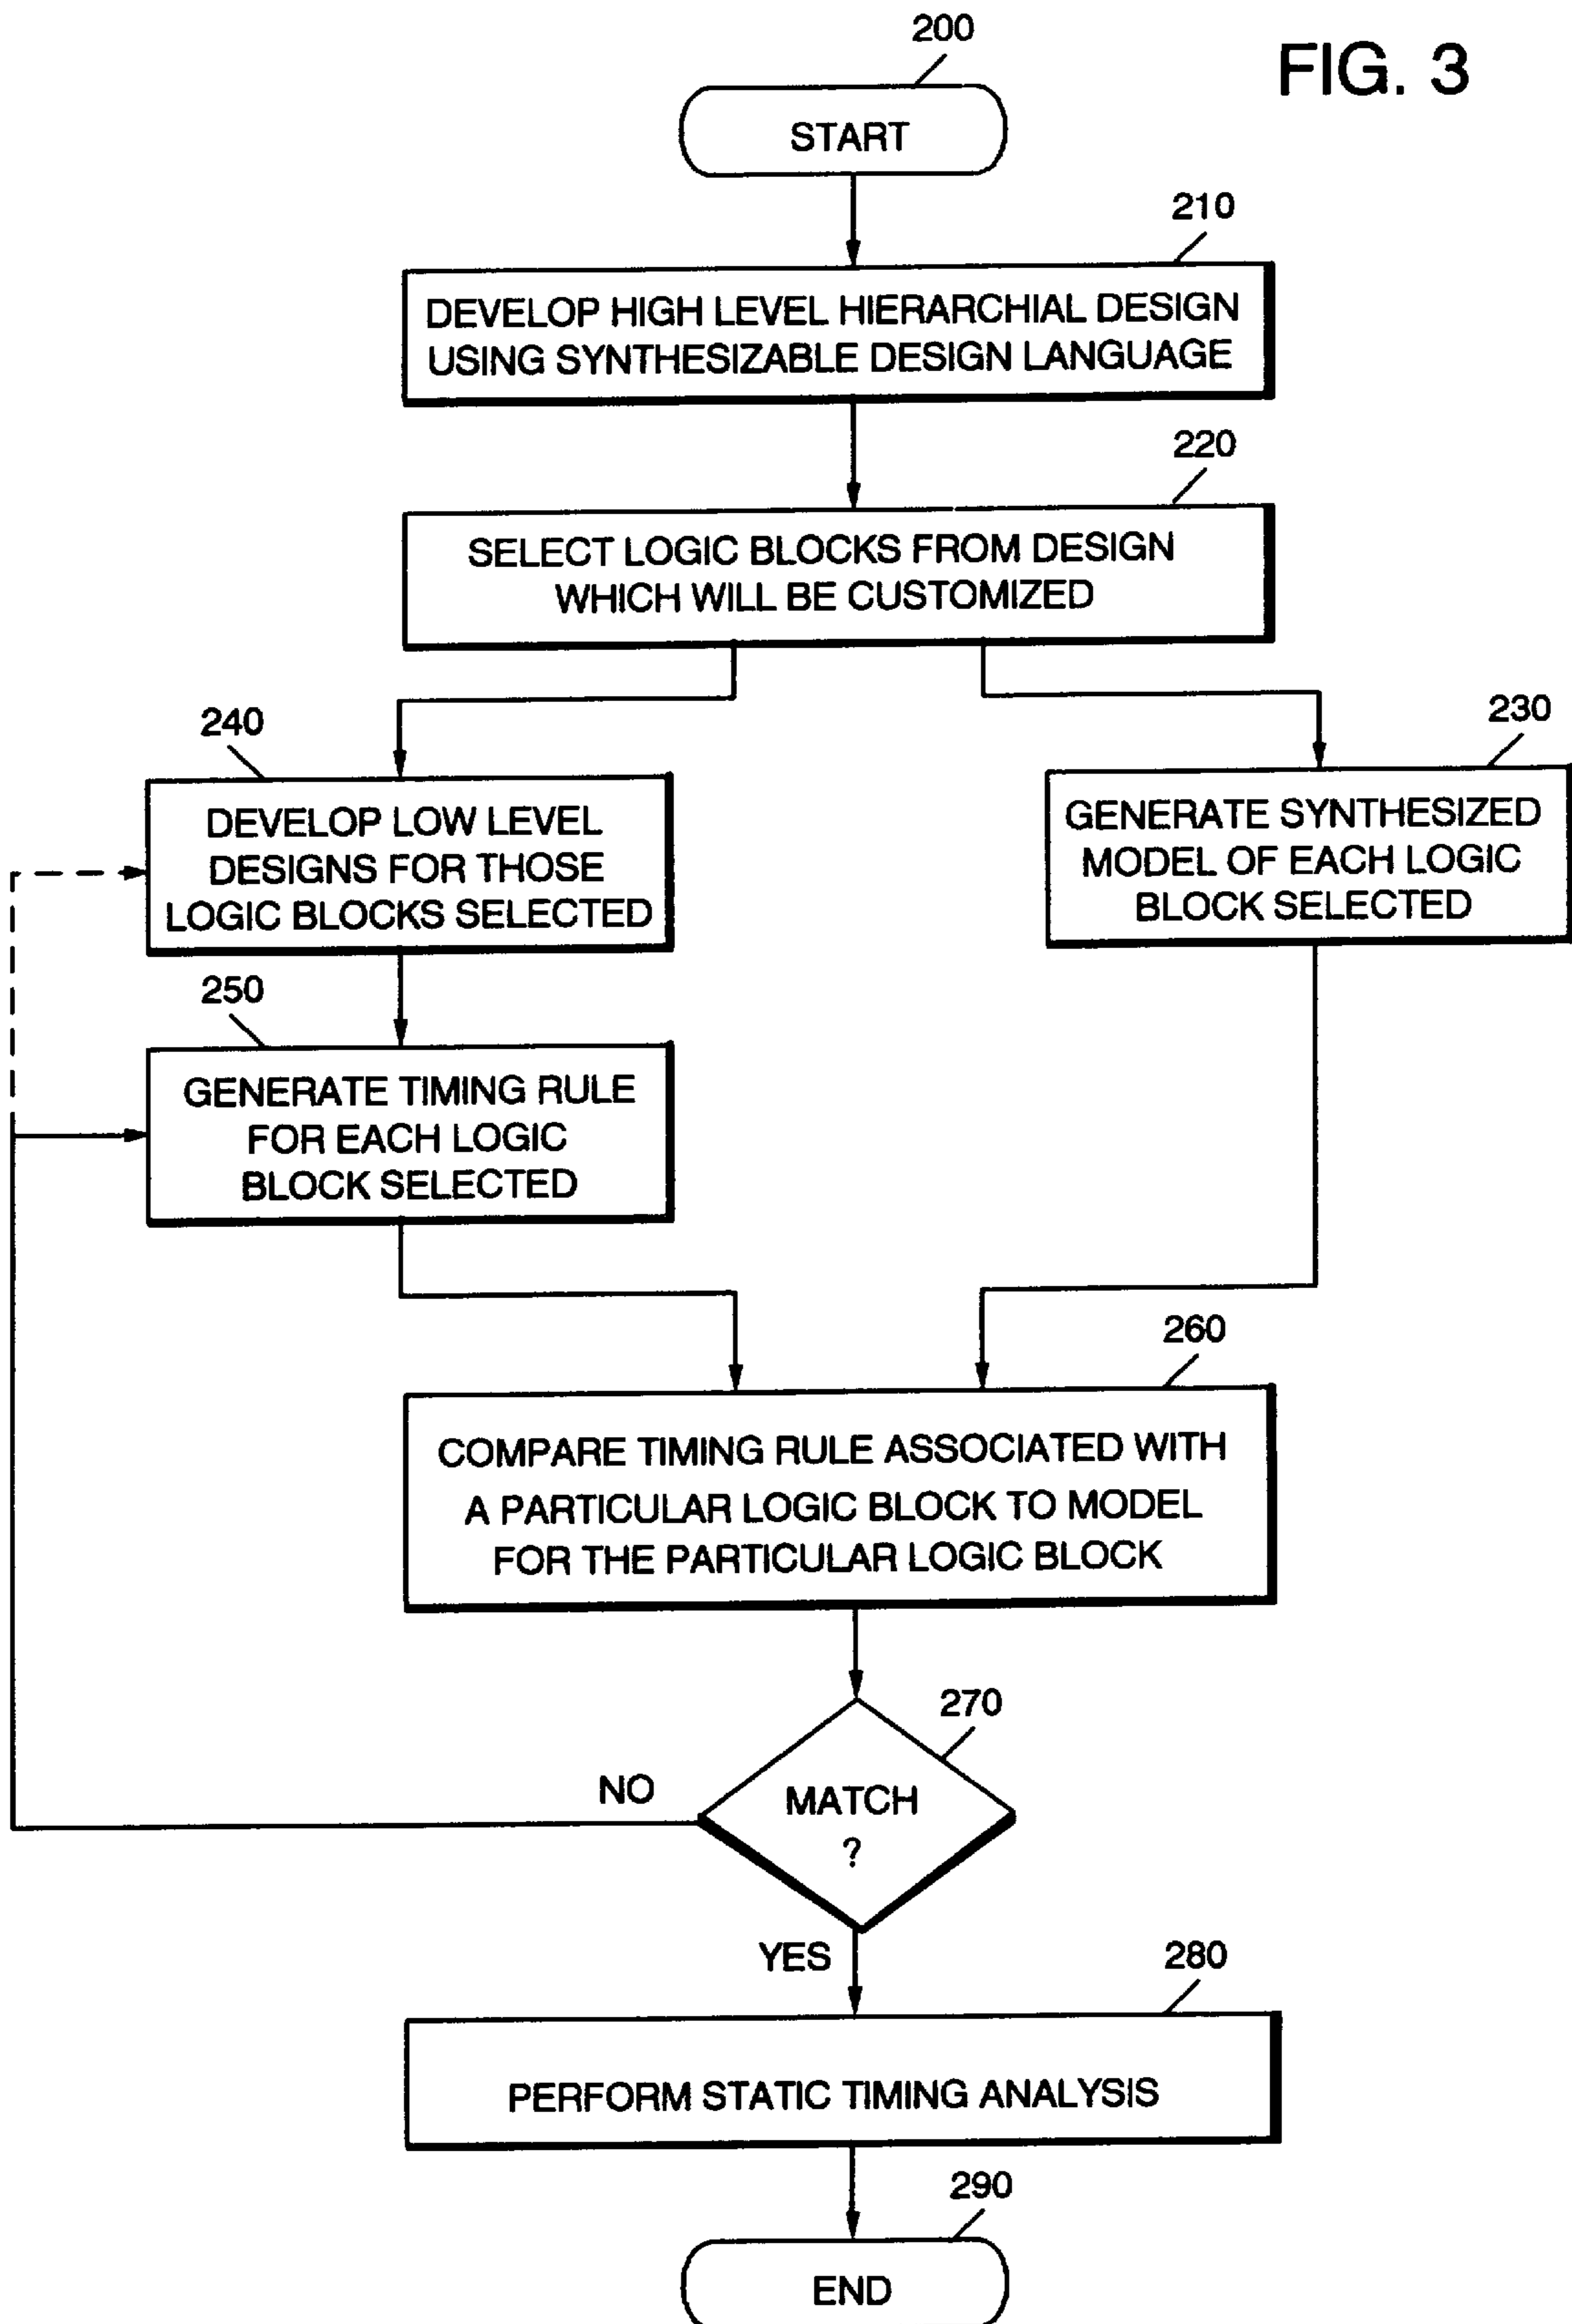 FIG. 3
200
START
210
DEVELOP HIGH LEVEL HIERARCHIAL DESIGN
USING SYNTHESIZABLE DESIGN LANGUAGE
220
SELECT LOGIC BLOCKS FROM DESIGN
WHICH WILL BE CUSTOMIZED
240
DEVELOP LOW LEVEL
DESIGNS FOR THOSE
LOGIC BLOCKS SELECTED
230
GENERATE SYNTHESIZED
MODEL OF EACH LOGIC
BLOCK SELECTED
250
GENERATE TIMING RULE
FOR EACH LOGIC
BLOCK SELECTED
260
COMPARE TIMING RULE ASSOCIATED WITH
A PARTICULAR LOGIC BLOCK TO MODEL
FOR THE PARTICULAR LOGIC BLOCK
270
MATCH
?
NO
YES
280
PERFORM STATIC TIMING ANALYSIS
290
END